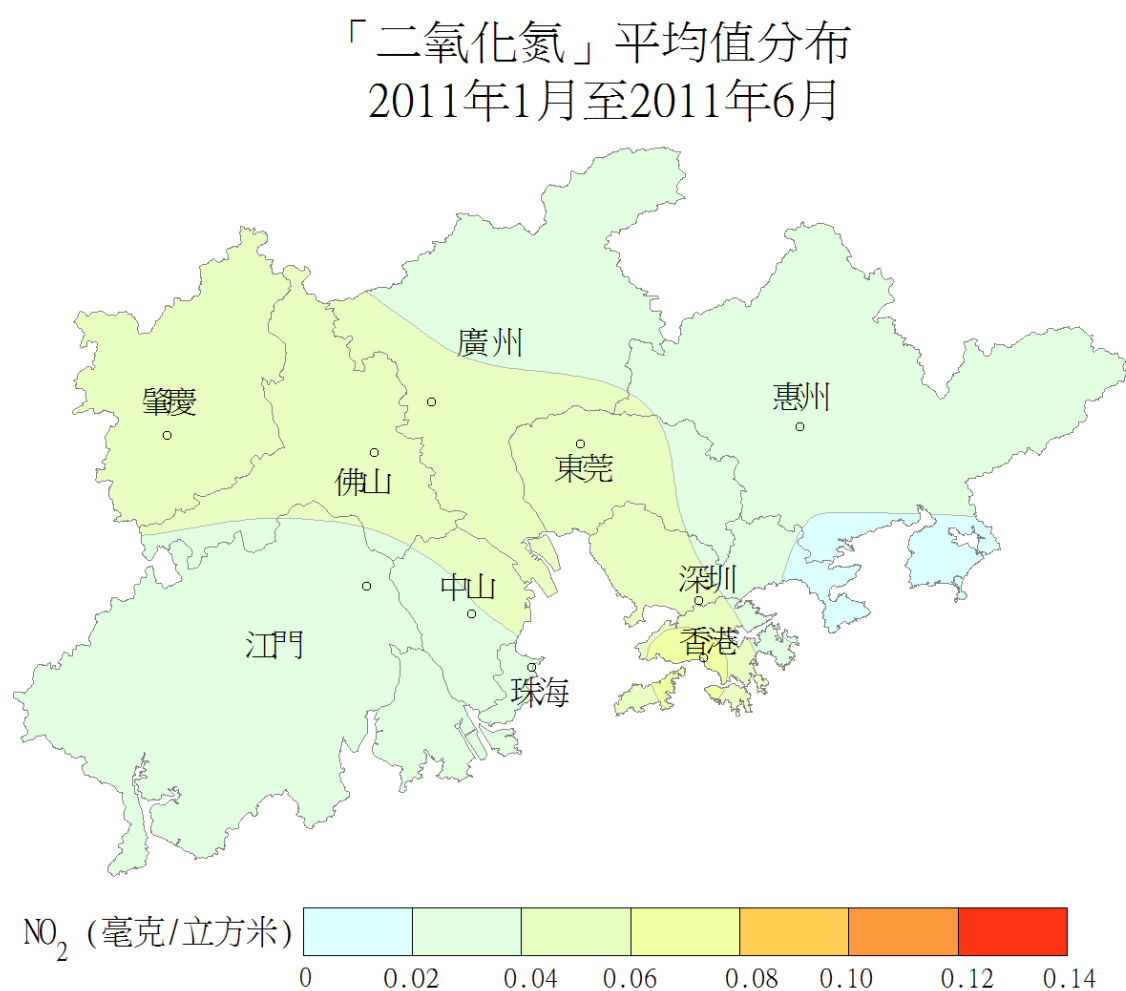 「二氧化氮」平均值分布
2011年1月至2011年6月
廣州
肇慶
惠州
佛山
東莞
中山
深圳
江門
香港
珠海
NO₂ (毫克/立方米)
0 0.02 0.04 0.06 0.08 0.10 0.12 0.14